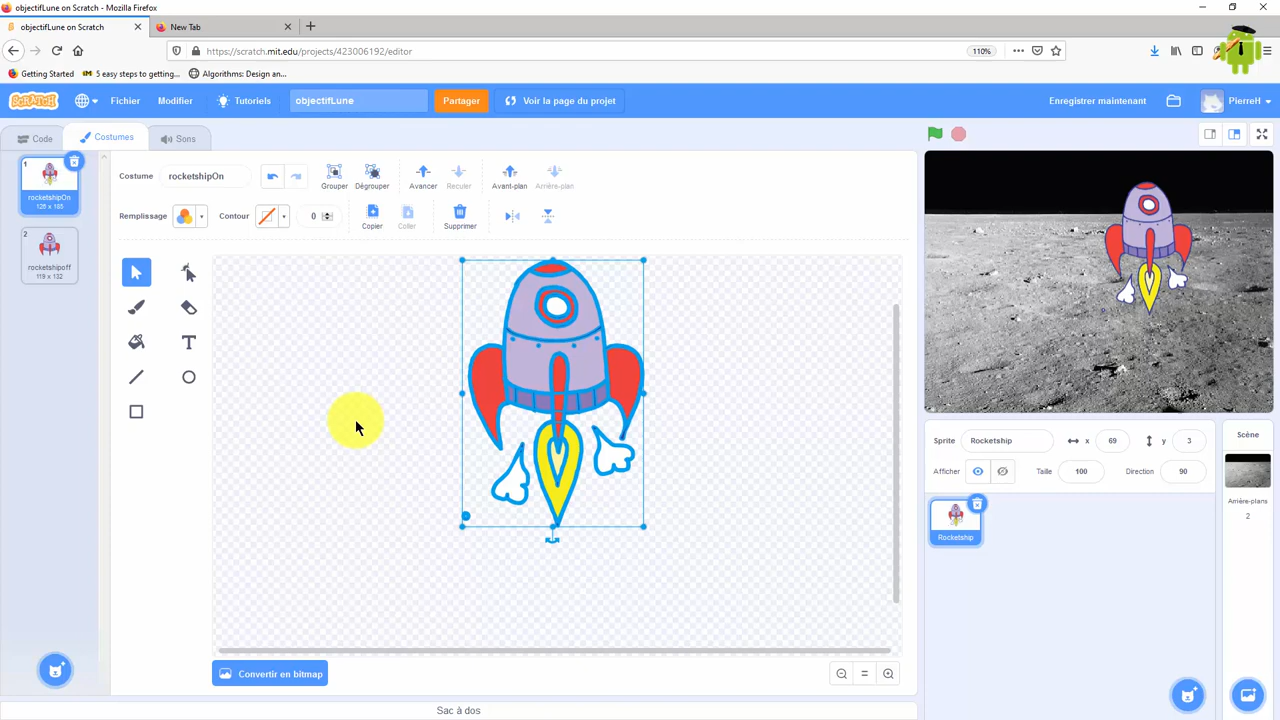 objectifLune on Scratch - Mozilla Firefox
objectifLune on Scratch
New Tab
https://scratch.mit.edu/projects/423006192/editor
110%
Getting Started
5 easy steps to getting...
Algorithms: Design an...
SCRATCH
Fichier
Modifier
Tutoriels
objectifLune
Partager
Voir la page du projet
Enregistrer maintenant
PierreH
Code
Costumes
Sons
1
rocketshipOn
128 x 185
2
rocketshipoff
119 x 132
Costume
rocketshipOn
Grouper
Dégrouper
Avancer
Reculer
Avant-plan
Arrière-plan
Remplissage
Contour
0
Copier
Coller
Supprimer
T
Convertir en bitmap
Sac à dos
Sprite
Rocketship
x
69
y
3
Afficher
Taille
100
Direction
90
Rocketship
Scène
Arrière-plans
2